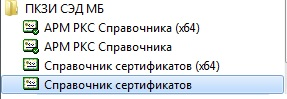 ПКЗИ СЭД МБ
АРМ РКС Справочника (x64)
АРМ РКС Справочника
Справочник сертификатов (x64)
Справочник сертификатов